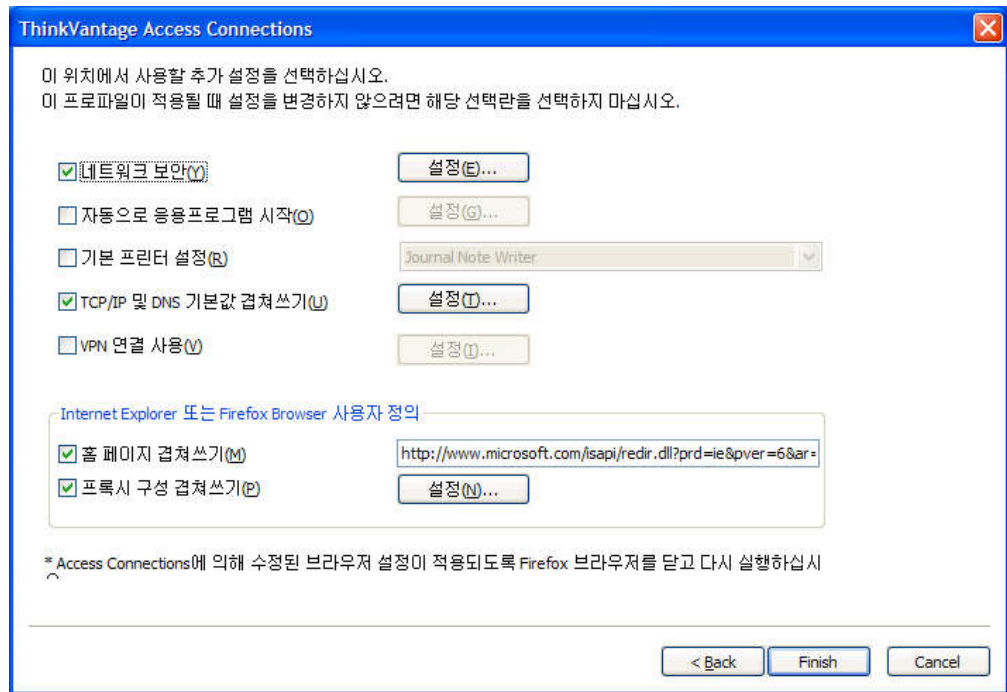 ThinkVantage Access Connections
이 위치에서 사용할 추가 설정을 선택하십시오.
이 프로파일이 적용될 때 설정을 변경하지 않으려면 해당 선택란을 선택하지 마십시오.
네트워크 보안(Y) 설정(E)...
자동으로 응용프로그램 시작(O) 설정(G)...
기본 프린터 설정(R) Journal Note Writer
TCP/IP 및 DNS 기본값 겹쳐쓰기(U) 설정(T)...
VPN 연결 사용(V) 설정(I)...
Internet Explorer 또는 Firefox Browser 사용자 정의
홈 페이지 겹쳐쓰기(M) http://www.microsoft.com/isapi/redir.dll?prd=ie&pver=6&ar=
프록시 구성 겹쳐쓰기(P) 설정(N)...
* Access Connections에 의해 수정된 브라우저 설정이 적용되도록 Firefox 브라우저를 닫고 다시 실행하십시
< Back Finish Cancel